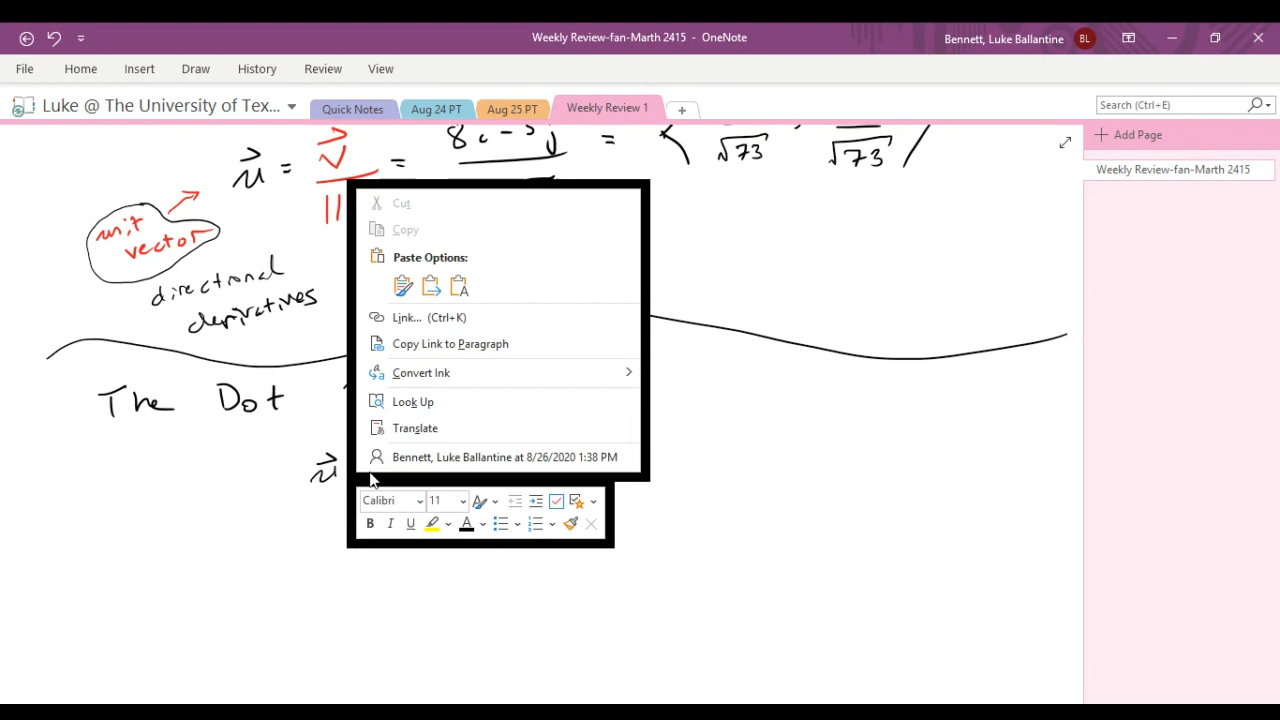 Weekly Review-fan-Marth 2415 - OneNote
Bennett, Luke Ballantine BL
File Home Insert Draw History Review View
Luke @ The University of Tex...
Quick Notes Aug 24 PT Aug 25 PT Weekly Review 1 +
Search (Ctrl+E)
Add Page
Weekly Review-fan-Marth 2415
u = v = 8i - 3j =
√73 , √73
||
unit
vector
directional
derivatives
The Dot
u
Cut
Copy
Paste Options:
Link... (Ctrl+K)
Copy Link to Paragraph
Convert Ink
Look Up
Translate
Bennett, Luke Ballantine at 8/26/2020 1:38 PM
Calibri 11
B I U A